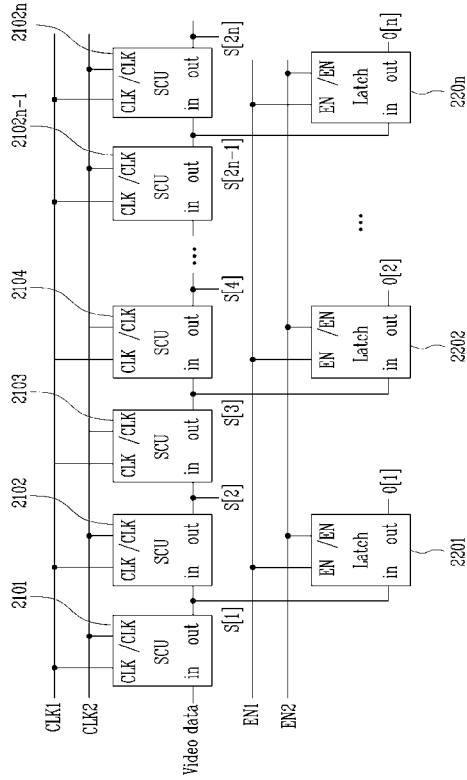 2101
2102
2103
2104
2102n-1
2102n
CLK1
CLK2
CLK /CLK
SCU
in out
CLK /CLK
SCU
in out
CLK /CLK
SCU
in out
CLK /CLK
SCU
in out
CLK /CLK
SCU
in out
CLK /CLK
SCU
in out
Video data
...
S[1]
S[2]
S[3]
S[4]
S[2n-1]
S[2n]
EN1
EN2
EN /EN
Latch
in out
O[1]
EN /EN
Latch
in out
O[2]
...
EN /EN
Latch
in out
O[n]
2201
2202
220n